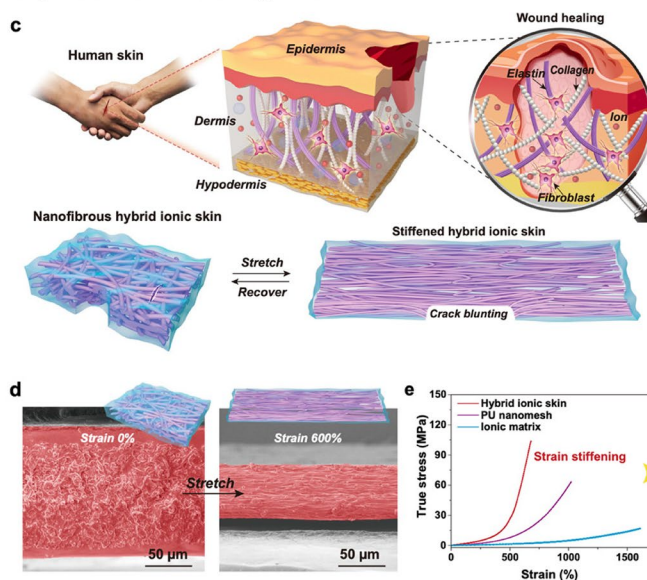 c
Human skin
Epidermis
Dermis
Hypodermis
Wound healing
Elastin
Collagen
Ion
Fibroblast
Nanofibrous hybrid ionic skin
Stretch
Recover
Stiffened hybrid ionic skin
Crack blunting
d
Strain 0%
Stretch
50 µm
Strain 600%
50 µm
e
True stress (MPa)
150
120
90
60
30
0
Hybrid ionic skin
PU nanomesh
Ionic matrix
Strain stiffening
0 500 1000 1500
Strain (%)